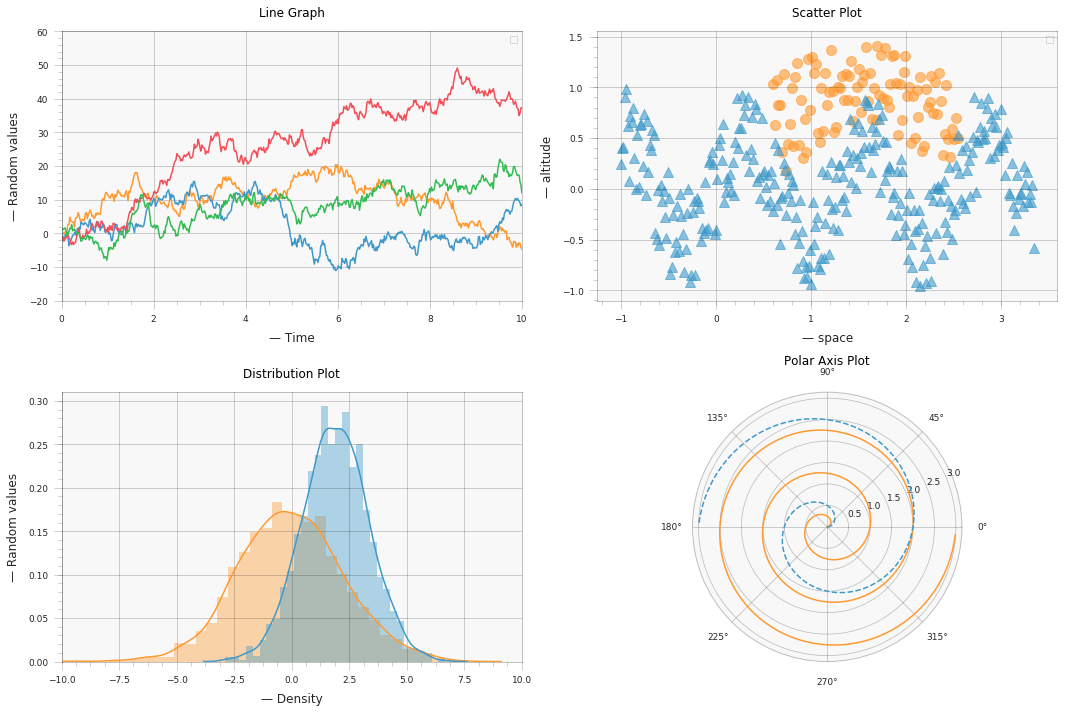 Line Graph
60
50
40
30
20
10
0
−10
−20
— Random values
0 2 4 6 8 10
— Time
Scatter Plot
1.5
1.0
0.5
0.0
−0.5
−1.0
— altitude
−1 0 1 2 3
— space
Distribution Plot
0.30
0.25
0.20
0.15
0.10
0.05
0.00
— Random values
−10.0 −7.5 −5.0 −2.5 0.0 2.5 5.0 7.5 10.0
— Density
Polar Axis Plot
90°
135° 45°
3.0
2.5
2.0
1.5
1.0
0.5
180° 0°
225° 315°
270°